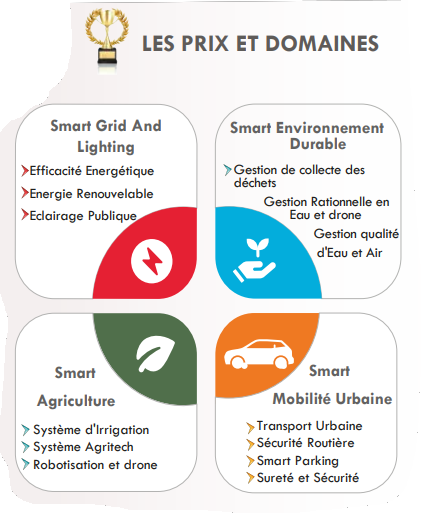 LES PRIX ET DOMAINES
Smart Grid And
Lighting
Efficacité Energétique
Energie Renouvelable
Eclairage Publique
Smart Environnement
Durable
Gestion de collecte des
déchets
Gestion Rationnelle en
Eau et drone
Gestion qualité
d'Eau et Air
Smart
Agriculture
Système d'Irrigation
Système Agritech
Robotisation et drone
Smart
Mobilité Urbaine
Transport Urbaine
Sécurité Routière
Smart Parking
Sureté et Sécurité